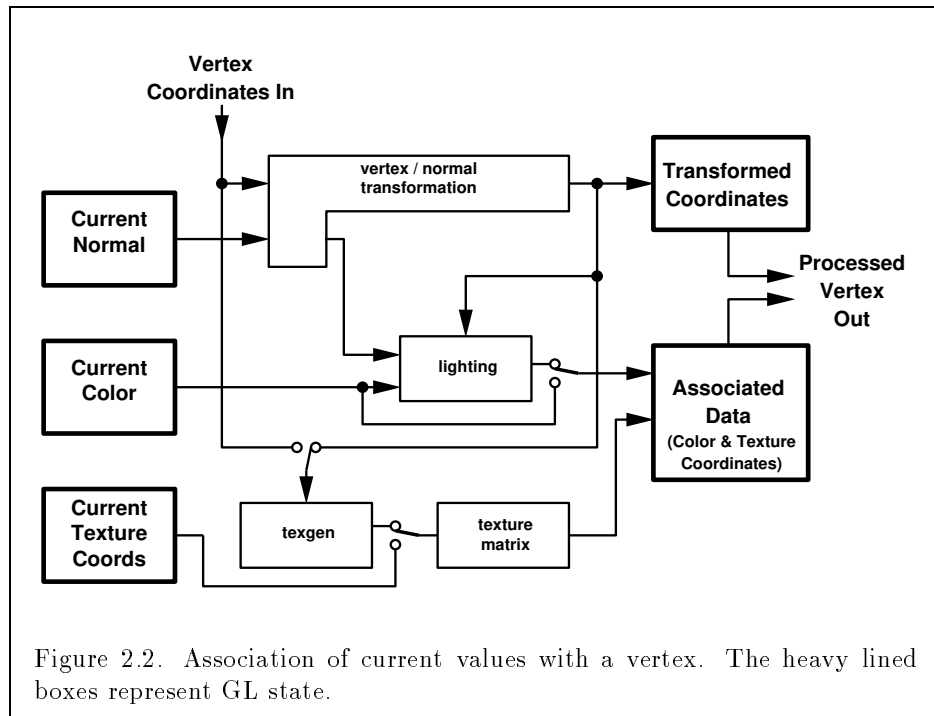 Vertex
Coordinates In
vertex / normal
transformation
Transformed
Coordinates
Current
Normal
Processed
Vertex
Out
Current
Color
lighting
Associated
Data
(Color & Texture
Coordinates)
Current
Texture
Coords
texgen
texture
matrix
Figure 2.2. Association of current values with a vertex. The heavy lined
boxes represent GL state.